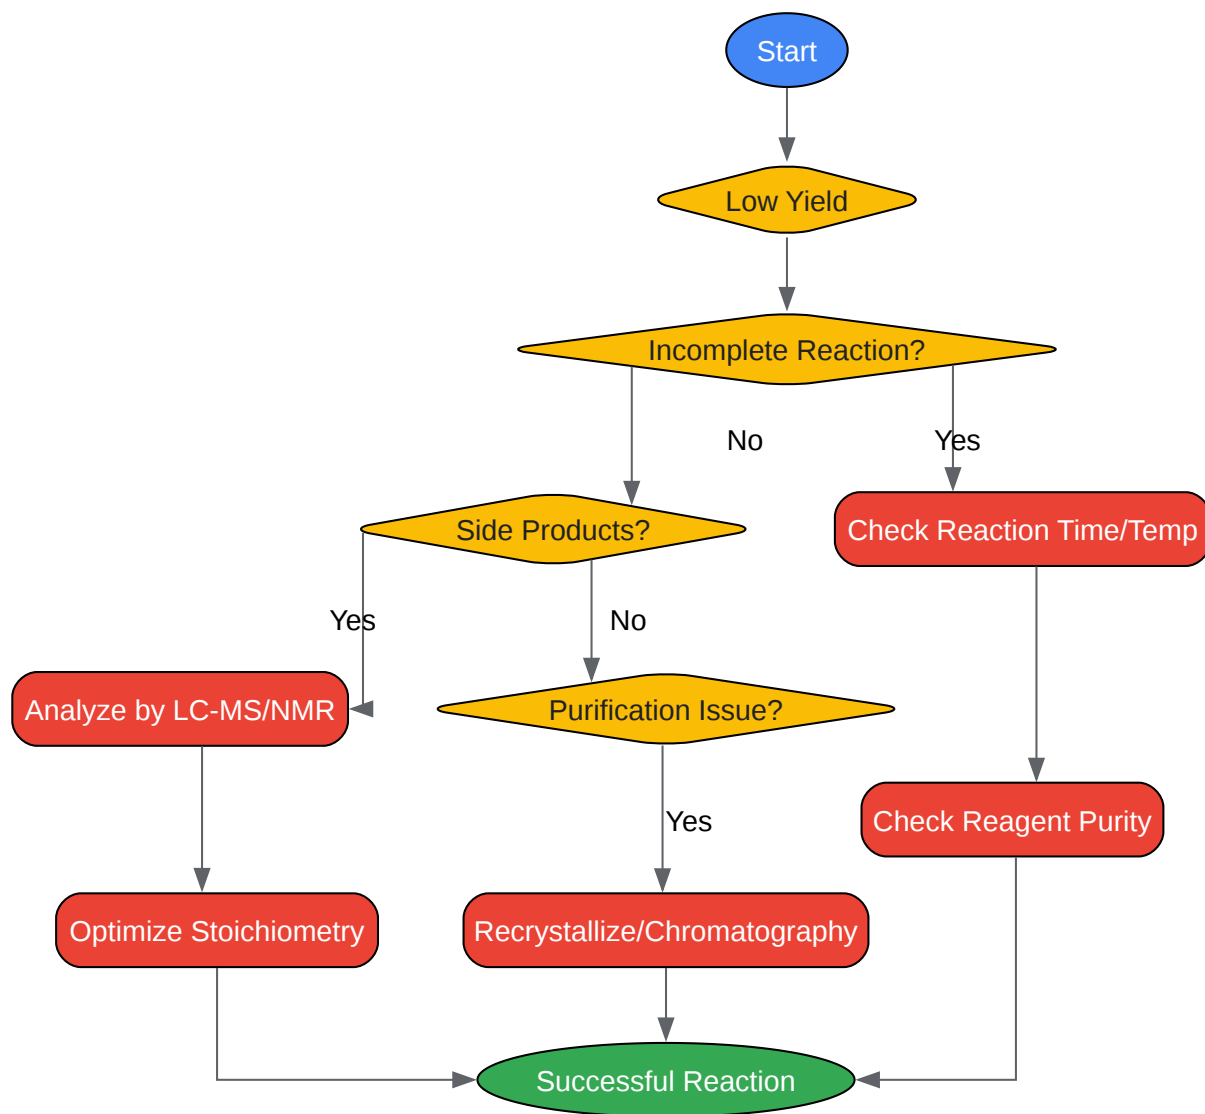 Start
Low Yield
Incomplete Reaction?
No
Yes
Side Products?
Check Reaction Time/Temp
Yes
No
Analyze by LC-MS/NMR
Purification Issue?
Yes
Check Reagent Purity
Optimize Stoichiometry
Recrystallize/Chromatography
Successful Reaction